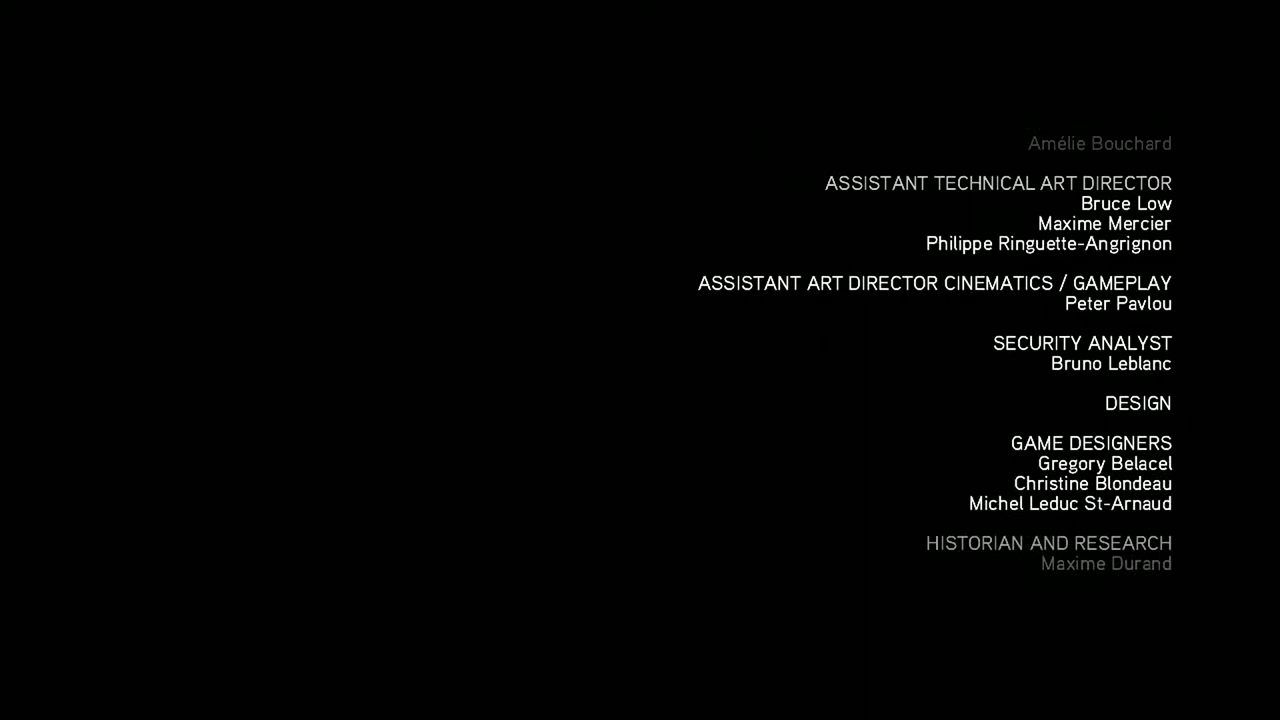 Amélie Bouchard
ASSISTANT TECHNICAL ART DIRECTOR
Bruce Low
Maxime Mercier
Philippe Ringuette-Angrignon
ASSISTANT ART DIRECTOR CINEMATICS / GAMEPLAY
Peter Pavlou
SECURITY ANALYST
Bruno Leblanc
DESIGN
GAME DESIGNERS
Gregory Belacel
Christine Blondeau
Michel Leduc St-Arnaud
HISTORIAN AND RESEARCH
Maxime Durand